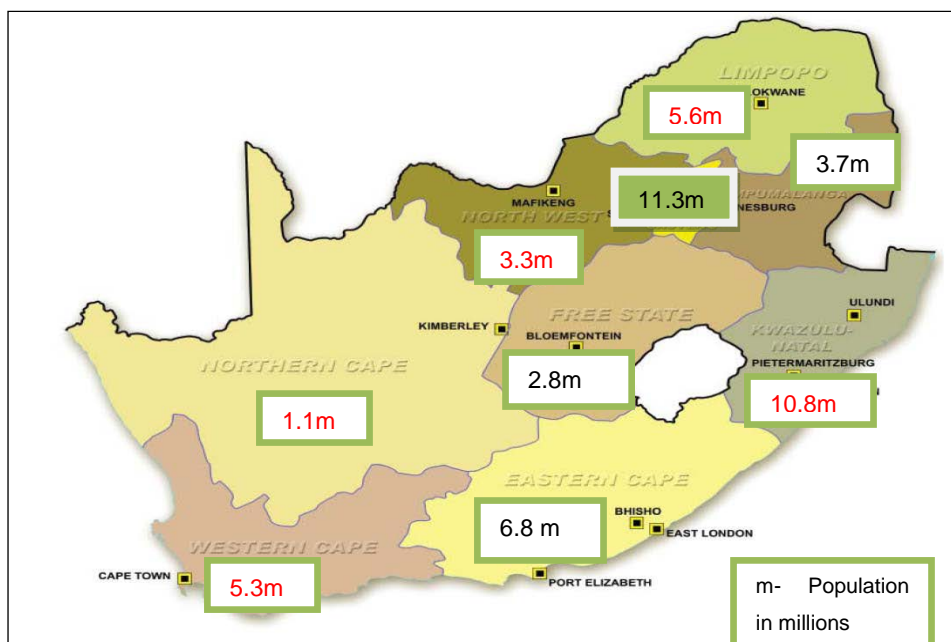 LIMPOPO
OKWANE
5.6m
3.7m
MAFIKENG
11.3m
MPUMALANGA
NESBURG
NORTH WEST
3.3m
ULUNDI
KIMBERLEY
FREE STATE
BLOEMFONTEIN
KWAZULU-
NATAL
PIETERMARITZBURG
NORTHERN CAPE
2.8m
10.8m
1.1m
EASTERN CAPE
BHISHO
6.8 m
EAST LONDON
WESTERN CAPE
CAPE TOWN
5.3m
PORT ELIZABETH
m- Population
in millions